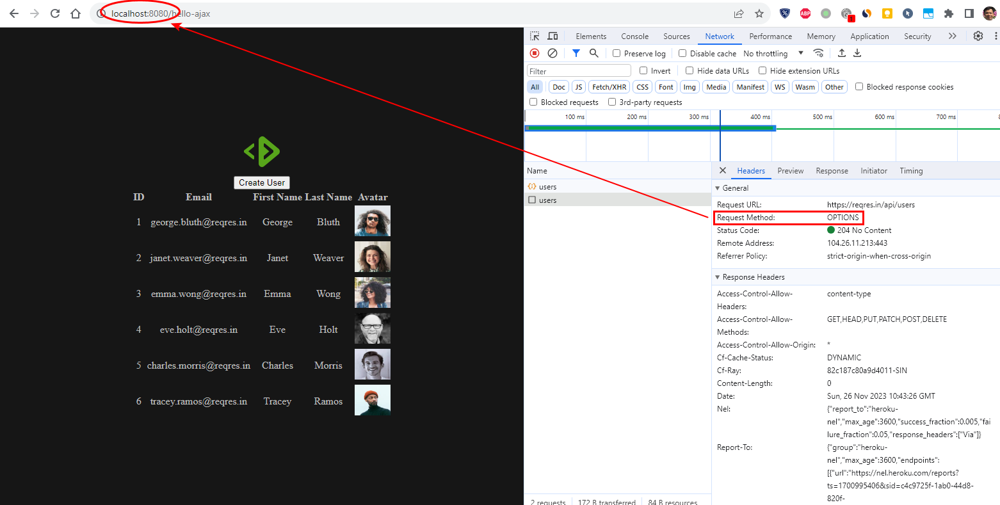 localhost:8080/hello-ajax
ABP
1
Elements Console Sources Network Performance Memory Application Security
Preserve log Disable cache No throttling
Filter Invert Hide data URLs Hide extension URLs
All Doc JS Fetch/XHR CSS Font Img Media Manifest WS Wasm Other Blocked response cookies
Blocked requests 3rd-party requests
100 ms 200 ms 300 ms 400 ms 500 ms 600 ms 700 ms
Create User
ID Email First Name Last Name Avatar
1 george.bluth@reqres.in George Bluth
2 janet.weaver@reqres.in Janet Weaver
3 emma.wong@reqres.in Emma Wong
4 eve.holt@reqres.in Eve Holt
5 charles.morris@reqres.in Charles Morris
6 tracey.ramos@reqres.in Tracey Ramos
Name
users
users
Headers Preview Response Initiator Timing
General
Request URL: https://reqres.in/api/users
Request Method: OPTIONS
Status Code: 204 No Content
Remote Address: 104.26.11.213:443
Referrer Policy: strict-origin-when-cross-origin
Response Headers
Access-Control-Allow- content-type
Headers:
Access-Control-Allow- GET,HEAD,PUT,PATCH,POST,DELETE
Methods:
Access-Control-Allow-Origin: *
Cf-Cache-Status: DYNAMIC
Cf-Ray: 82c187c80a9d4011-SIN
Content-Length: 0
Date: Sun, 26 Nov 2023 10:43:26 GMT
Nel: {"report_to":"heroku-
nel","max_age":3600,"success_fraction":0.005,"fai
lure_fraction":0.05,"response_headers":["Via"]}
Report-To: {"group":"heroku-
nel","max_age":3600,"endpoints":
[{"url":"https://nel.heroku.com/reports?
ts=1700995406&sid=c4c9725f-1ab0-44d8-
820f-
2 requests 172 B transferred 84 B resources